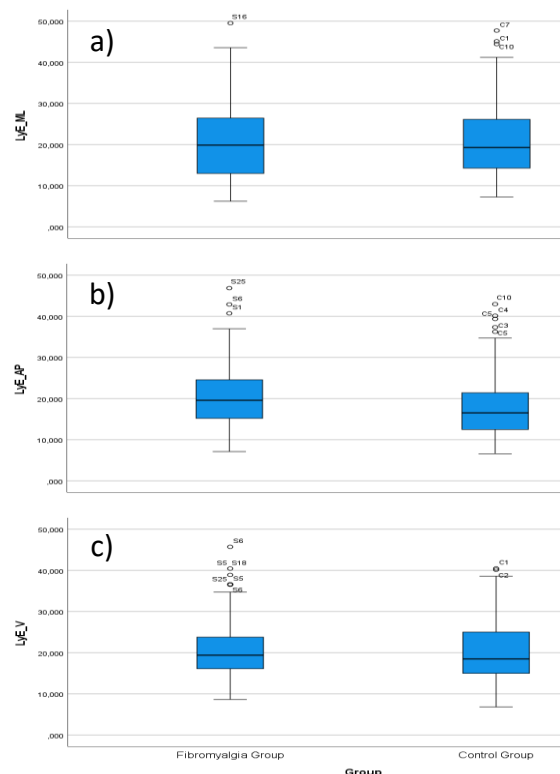 a)
LyE_ML
50,000
40,000
30,000
20,000
10,000
,000
S16
C7
C1
C10
b)
LyE_AP
50,000
40,000
30,000
20,000
10,000
,000
S25
S6
S1
C10
C5 C4
C3
C5
c)
LyE_V
50,000
40,000
30,000
20,000
10,000
,000
S6
S5 S18
S25 S5
S6
C1
C2
Fibromyalgia Group
Control Group
Group